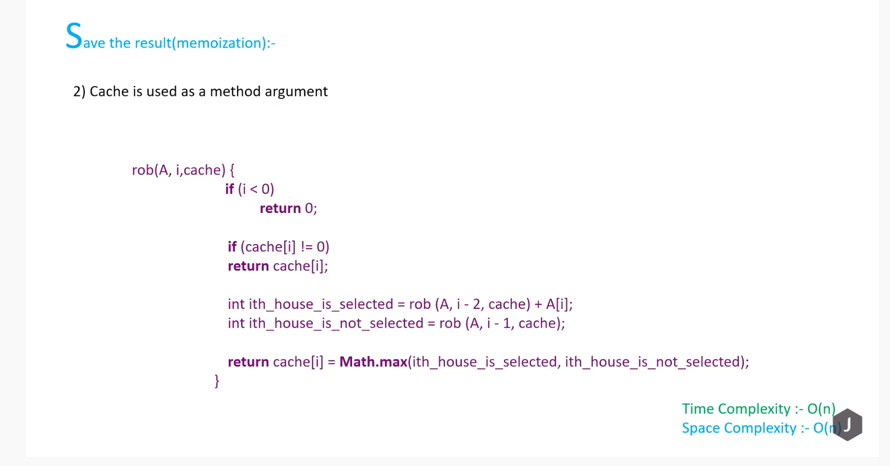 Save the result(memoization):-
2) Cache is used as a method argument
rob(A, i,cache) {
if (i < 0)
return 0;
if (cache[i] != 0)
return cache[i];
int ith_house_is_selected = rob (A, i - 2, cache) + A[i];
int ith_house_is_not_selected = rob (A, i - 1, cache);
return cache[i] = Math.max(ith_house_is_selected, ith_house_is_not_selected);
}
Time Complexity :- O(n)
Space Complexity :- O(n)
J